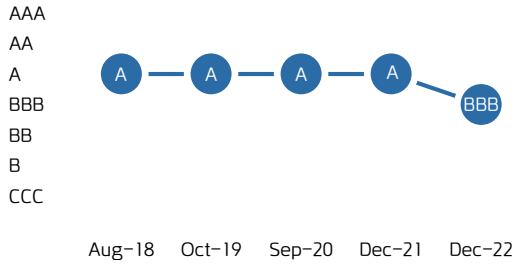 AAA
AA
A
A
A
A
A
BBB
BBB
BB
B
CCC
Aug–18
Oct–19
Sep–20
Dec–21
Dec–22